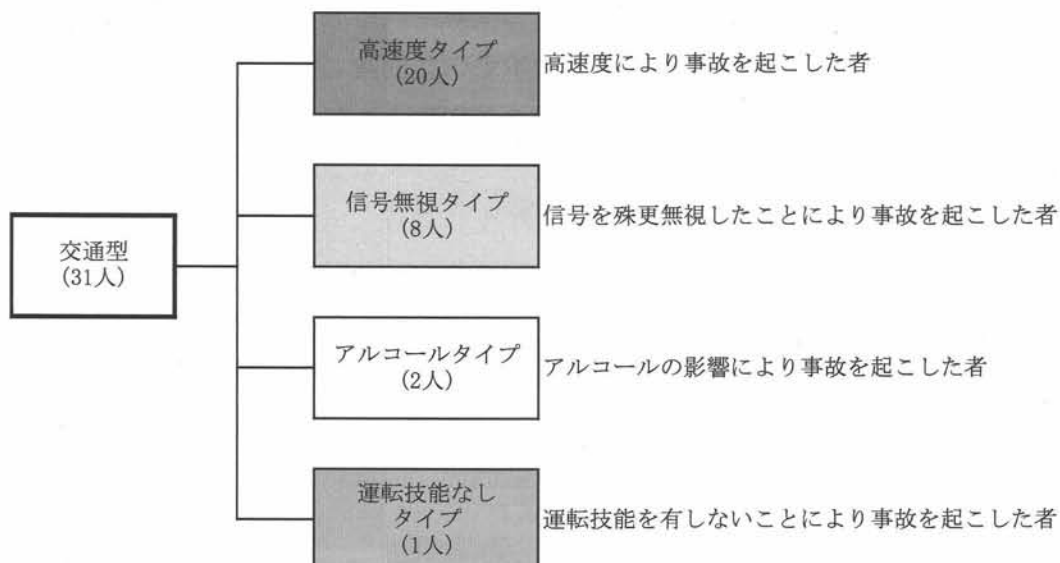 高速度タイプ
(20人)
高速度により事故を起こした者
信号無視タイプ
(8人)
信号を殊更無視したことにより事故を起こした者
交通型
(31人)
アルコールタイプ
(2人)
アルコールの影響により事故を起こした者
運転技能なし
タイプ
(1人)
運転技能を有しないことにより事故を起こした者